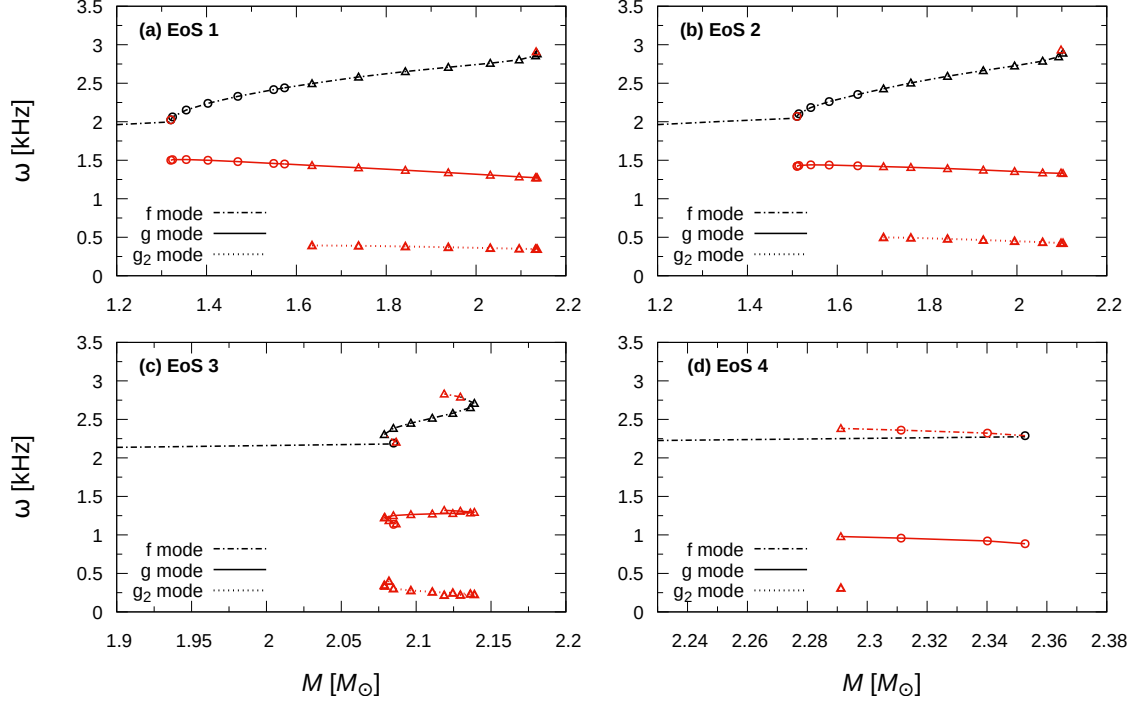 (a) EoS 1
3.5
3
2.5
2
1.5
1
0.5
0
ω [kHz]
f mode
g mode
g₂ mode
1.2 1.4 1.6 1.8 2 2.2
(b) EoS 2
3.5
3
2.5
2
1.5
1
0.5
0
f mode
g mode
g₂ mode
1.2 1.4 1.6 1.8 2 2.2
(c) EoS 3
3.5
3
2.5
2
1.5
1
0.5
0
ω [kHz]
f mode
g mode
g₂ mode
1.9 1.95 2 2.05 2.1 2.15 2.2
M [M☉]
(d) EoS 4
3.5
3
2.5
2
1.5
1
0.5
0
f mode
g mode
g₂ mode
2.24 2.26 2.28 2.3 2.32 2.34 2.36 2.38
M [M☉]